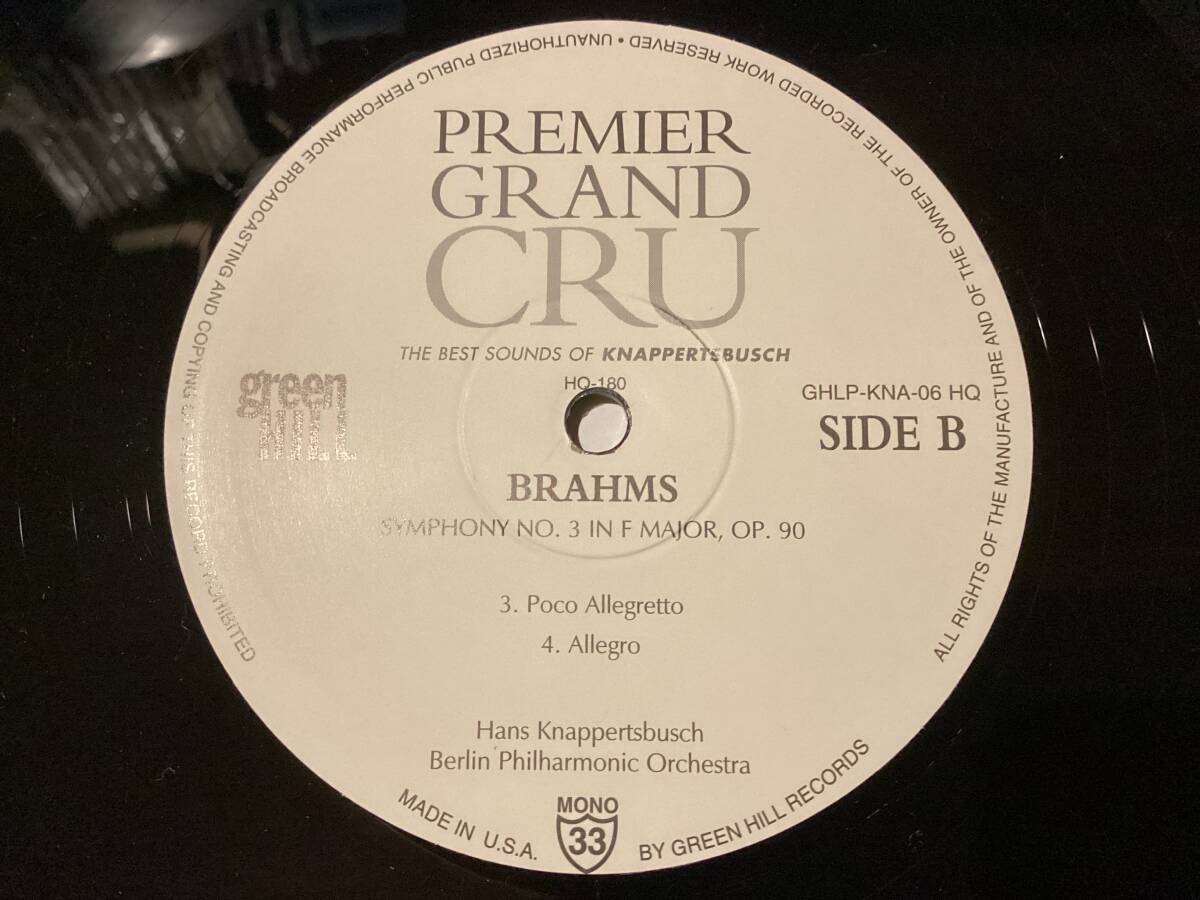 PREMIER
GRAND
CRU
THE BEST SOUNDS OF KNAPPERTSBUSCH
HQ-180
green
HILL
GHLP-KNA-06 HQ
SIDE B
BRAHMS
SYMPHONY NO. 3 IN F MAJOR, OP. 90
3. Poco Allegretto
4. Allegro
Hans Knappertsbusch
Berlin Philharmonic Orchestra
MONO
33
MADE IN U.S.A.
BY GREEN HILL RECORDS
ALL RIGHTS OF THE MANUFACTURE AND OF THE OWNER OF THE RECORDED WORK RESERVED • UNAUTHORIZED PUBLIC PERFORMANCE BROADCASTING AND COPYING OF THIS RECORD PROHIBITED